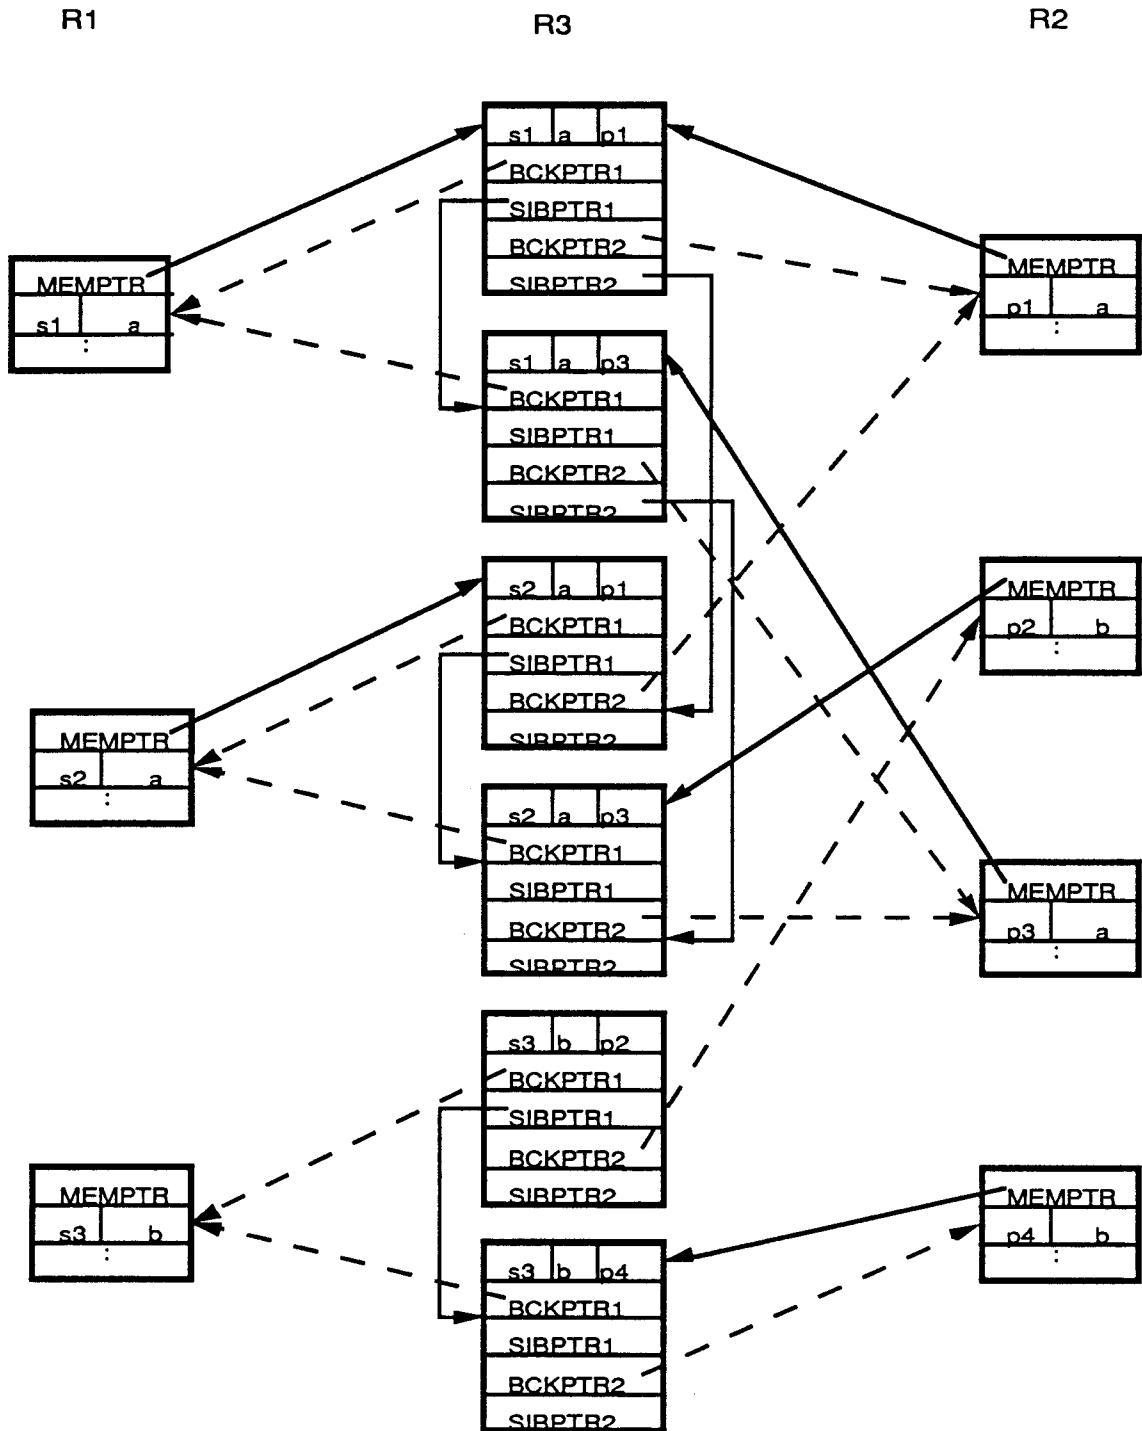 R1
R3
R2
s1 a p1
BCKPTR1
SIBPTR1
BCKPTR2
SIBPTR2
MEMPTR
s1 a
:
MEMPTR
p1 a
:
s1 a p3
BCKPTR1
SIBPTR1
BCKPTR2
SIBPTR2
s2 a p1
BCKPTR1
SIBPTR1
BCKPTR2
SIBPTR2
MEMPTR
p2 b
:
MEMPTR
s2 a
:
s2 a p3
BCKPTR1
SIBPTR1
BCKPTR2
SIBPTR2
MEMPTR
p3 a
:
s3 b p2
BCKPTR1
SIBPTR1
BCKPTR2
SIBPTR2
MEMPTR
s3 b
:
MEMPTR
p4 b
:
s3 b p4
BCKPTR1
SIBPTR1
BCKPTR2
SIBPTR2